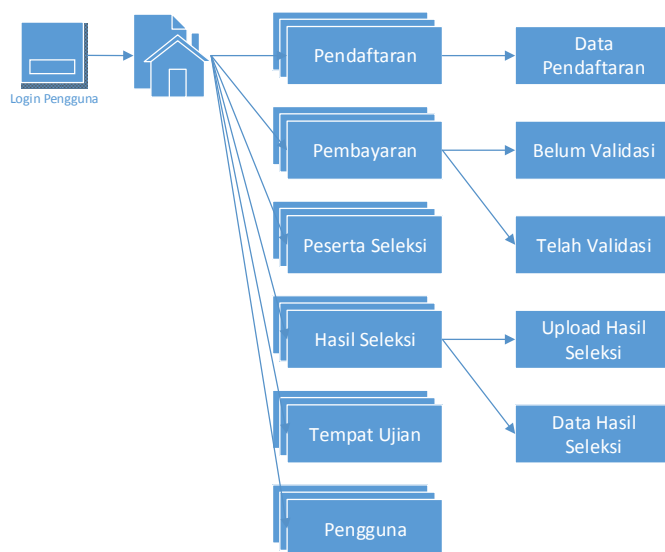 Login Pengguna
Pendaftaran
Data
Pendaftaran
Pembayaran
Belum Validasi
Peserta Seleksi
Telah Validasi
Hasil Seleksi
Upload Hasil
Seleksi
Tempat Ujian
Data Hasil
Seleksi
Pengguna